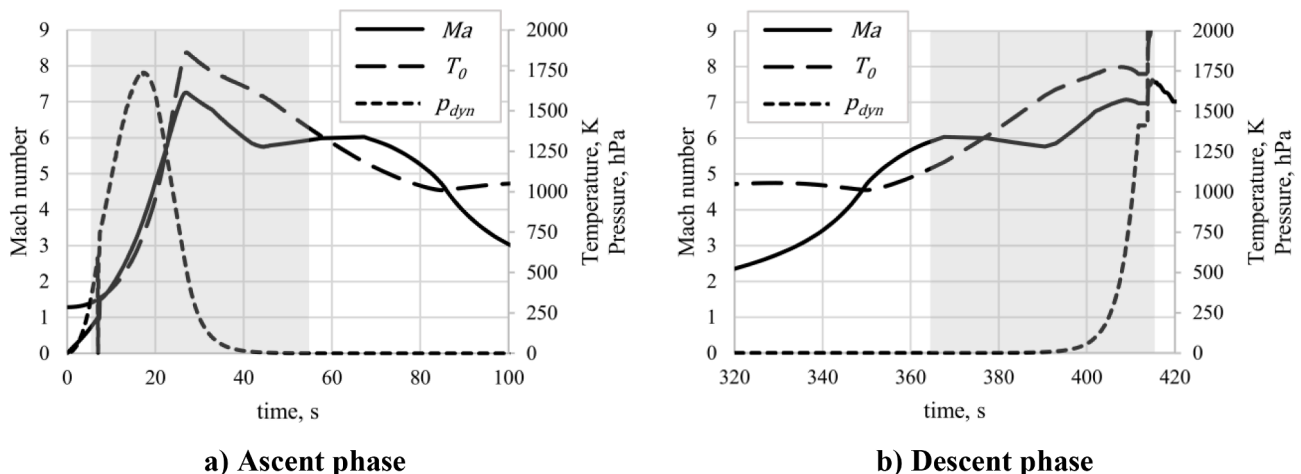 Ma
T₀
p_dyn
9
8
7
6
5
4
3
2
1
0
Mach number
2000
1750
1500
1250
1000
750
500
250
0
Temperature, K
Pressure, hPa
0 20 40 60 80 100
time, s
a) Ascent phase
Ma
T₀
p_dyn
9
8
7
6
5
4
3
2
1
0
Mach number
2000
1750
1500
1250
1000
750
500
250
0
Temperature, K
Pressure, hPa
320 340 360 380 400 420
time, s
b) Descent phase